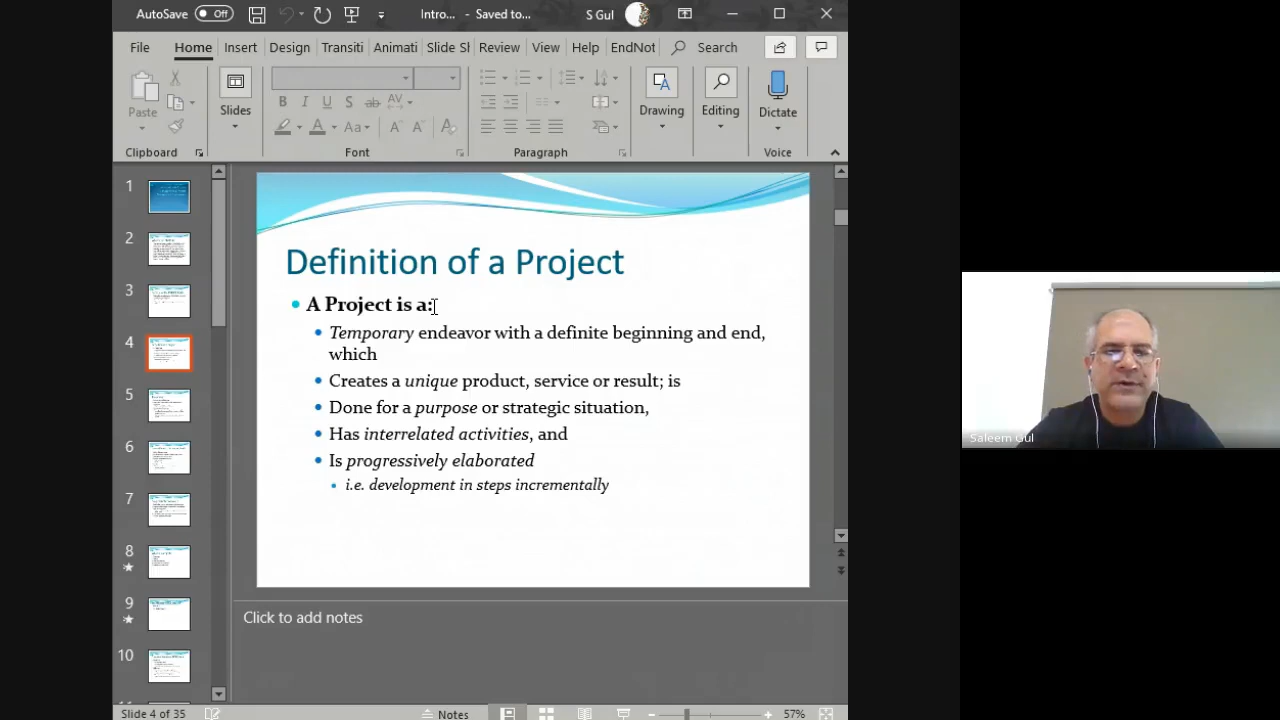 AutoSave Off Intro... - Saved to... S Gul
File Home Insert Design Transiti Animati Slide Sh Review View Help EndNot Search
Paste Slides Drawing Editing Dictate
B I U S ab AV
A Aa A A A
Clipboard Font Paragraph Voice
1
2
3
4
5
6
7
8
9
10
Definition of a Project
A Project is a:
Temporary endeavor with a definite beginning and end,
which
Creates a unique product, service or result; is
Done for a purpose or strategic situation,
Has interrelated activities, and
Is progressively elaborated
i.e. development in steps incrementally
Click to add notes
Slide 4 of 35 Notes 57%
Saleem Gul